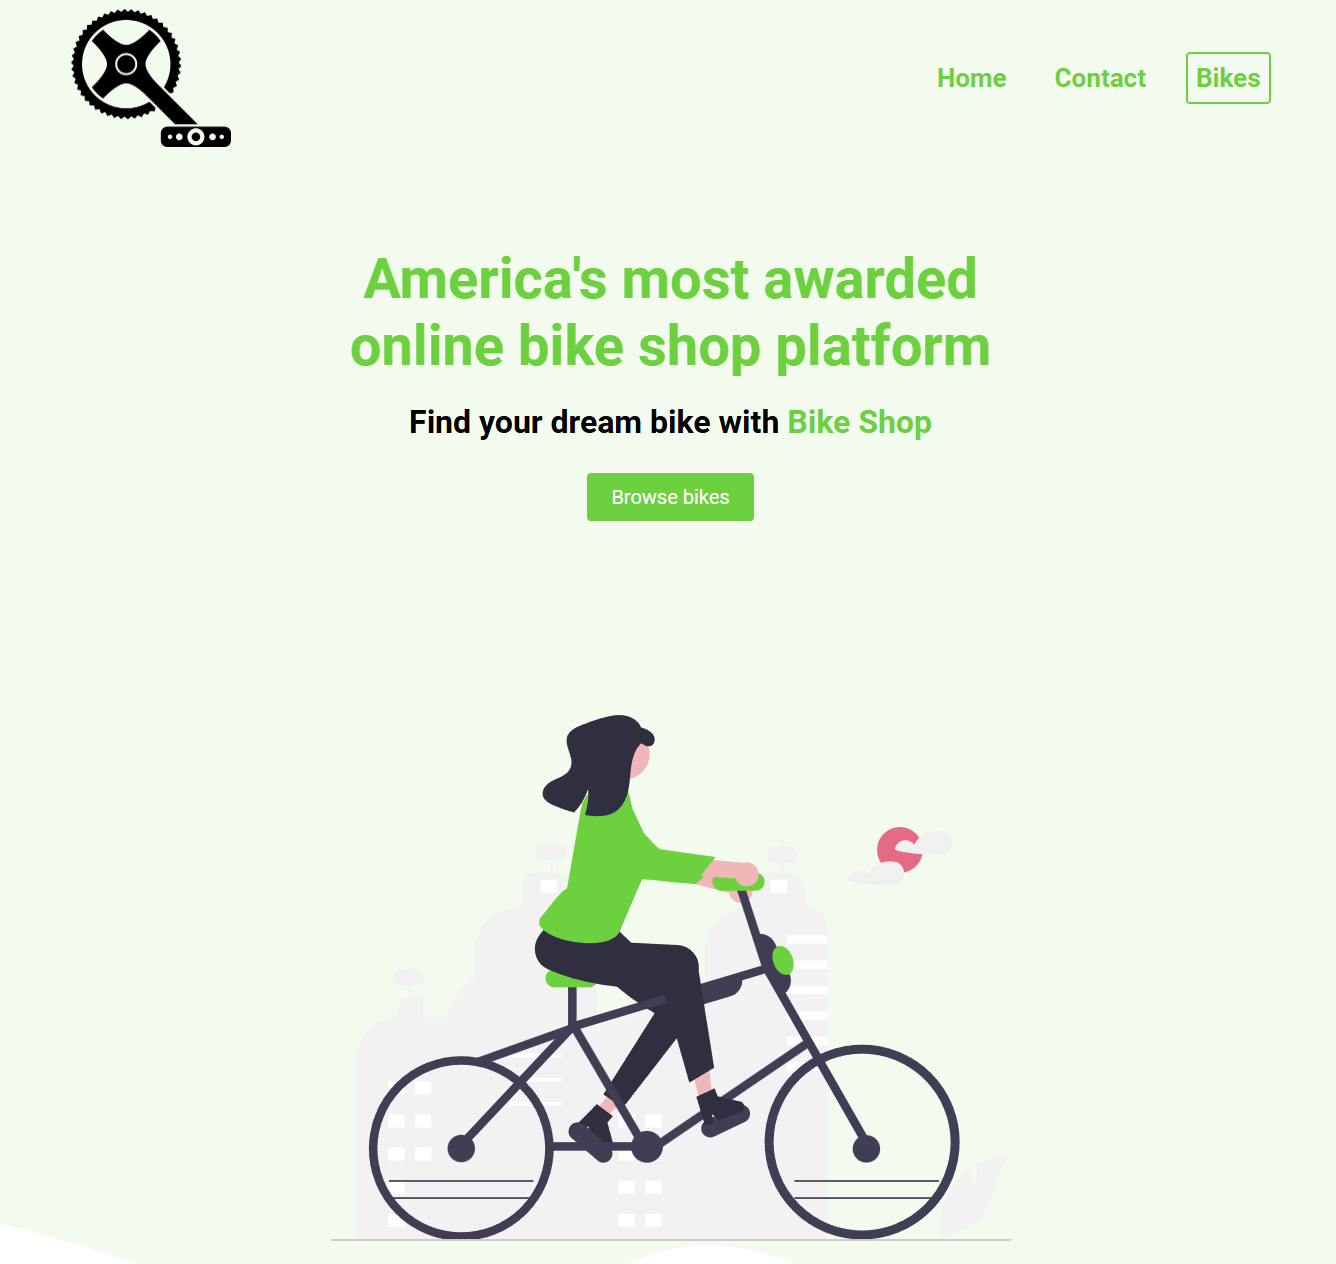 Home Contact Bikes
America's most awarded
online bike shop platform
Find your dream bike with Bike Shop
Browse bikes